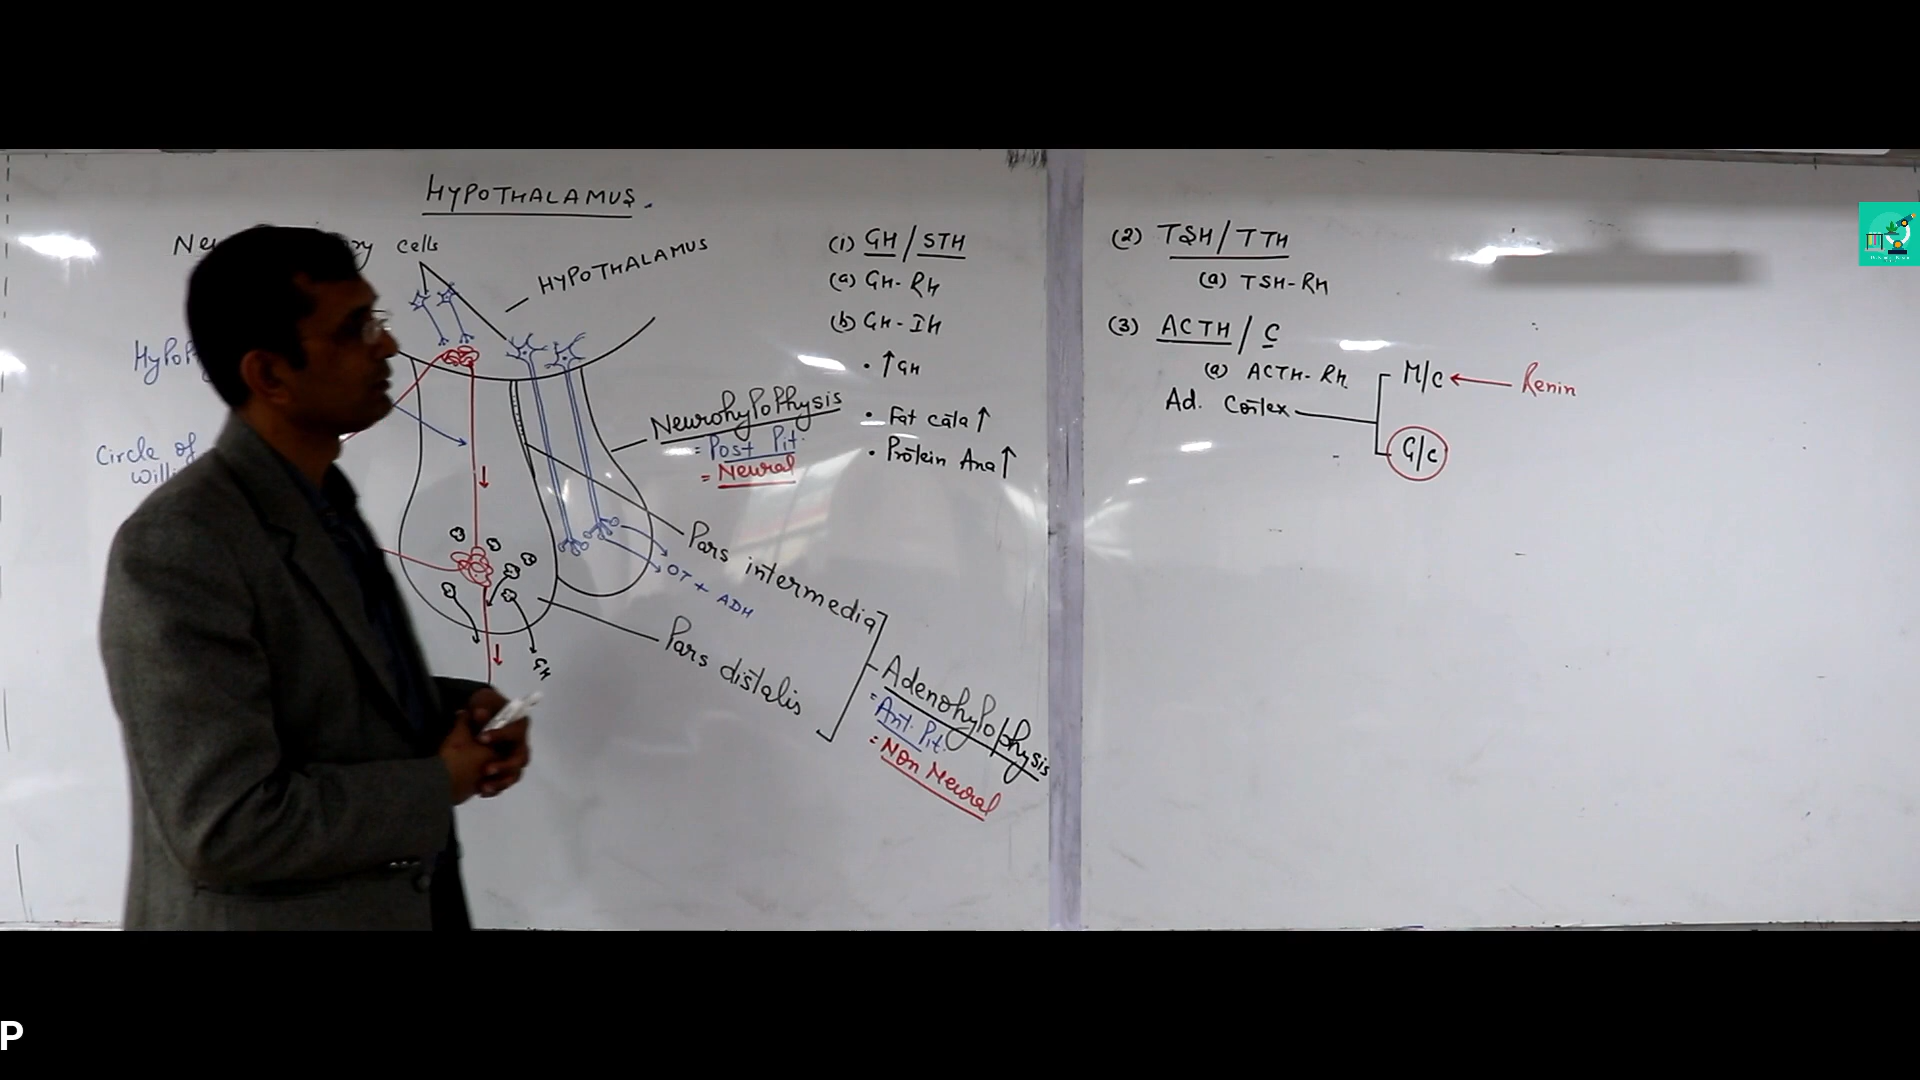 HYPOTHALAMUS.
cells
HYPOTHALAMUS
Circle of
Neurohypophysis
= Post Pit.
= Neural
Pars intermedia
OT + ADH
Pars distalis
GH
Adenohypophysis
= Ant. Pit.
= Non Neural
(1) GH / STH
(a) GH-RH
(b) GH-IH
• ↑ GH
• Fat Cata ↑
• Protein Ana ↑
(2) TSH / TTH
(a) TSH-RH
(3) ACTH / C
(a) ACTH-RH
Ad. Cortex
M/C ← Renin
G/C
P